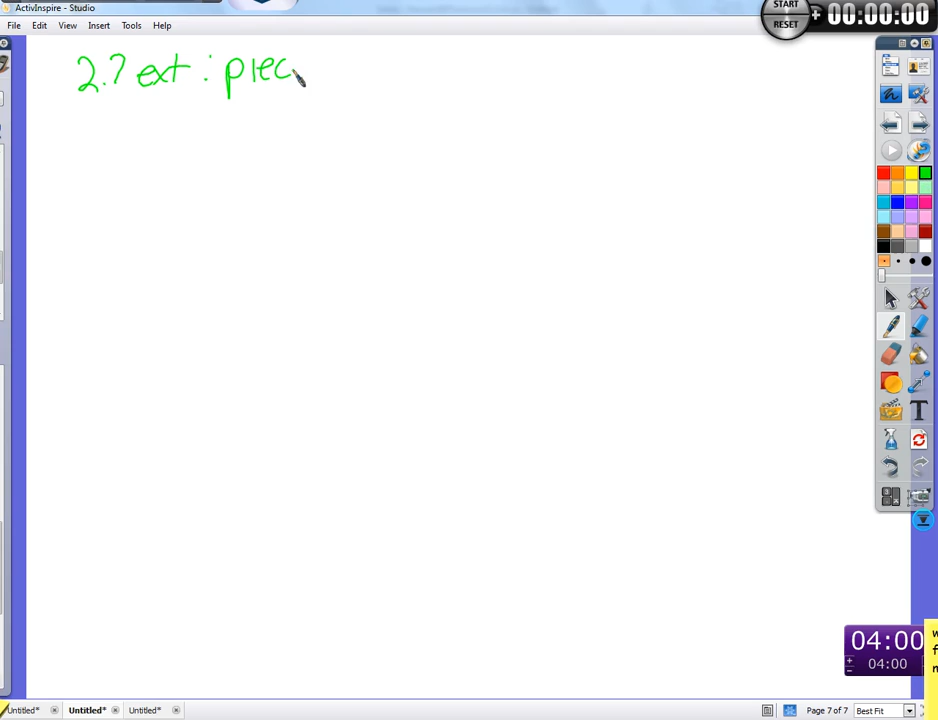 ActivInspire - Studio
START
RESET
00:00:00
File Edit View Insert Tools Help
2.7 ext : piec
04:00
04:00
Untitled* Untitled* Untitled*
Page 7 of 7 Best Fit